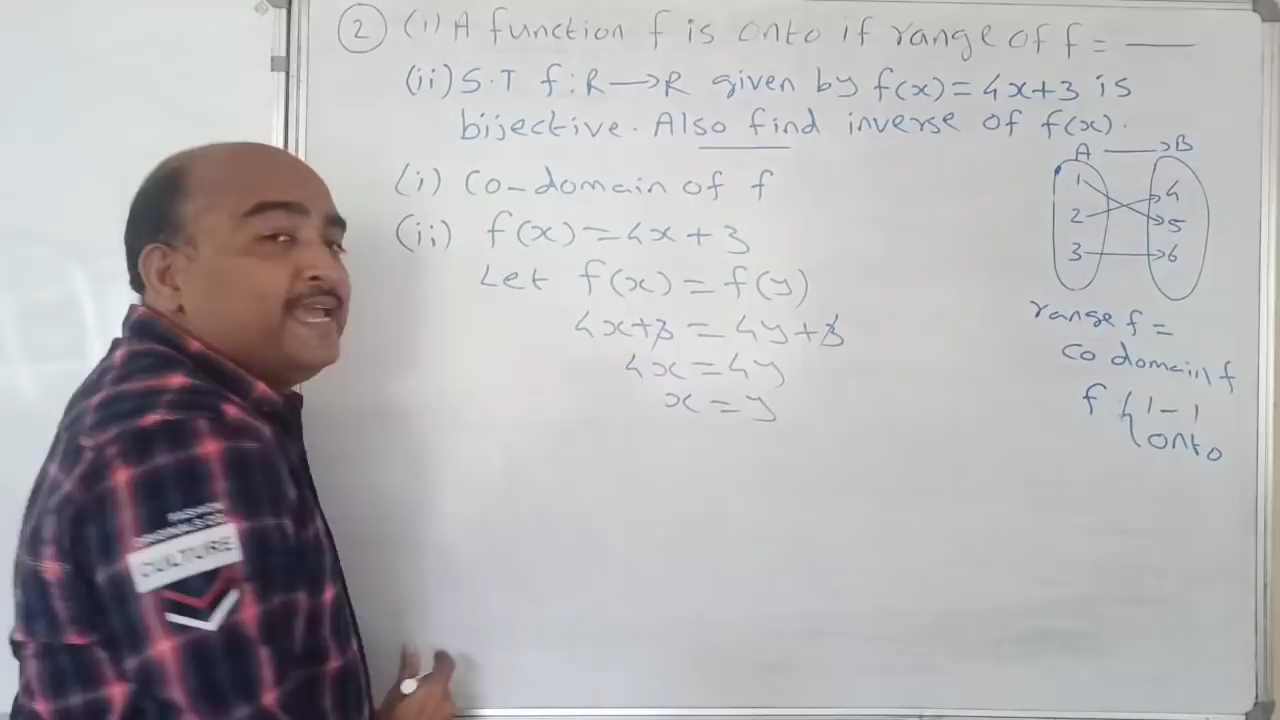 ② (i) A function f is onto if range of f = ___
(ii) S.T f : R → R given by f(x) = 4x+3 is
bijective. Also find inverse of f(x).
(i) Co-domain of f
(ii) f(x) = 4x + 3
Let f(x) = f(y)
4x+3 = 4y+3
4x = 4y
x = y
A → B
1 4
2 5
3 6
range f =
co domain f
f { 1-1
onto
CULTURE